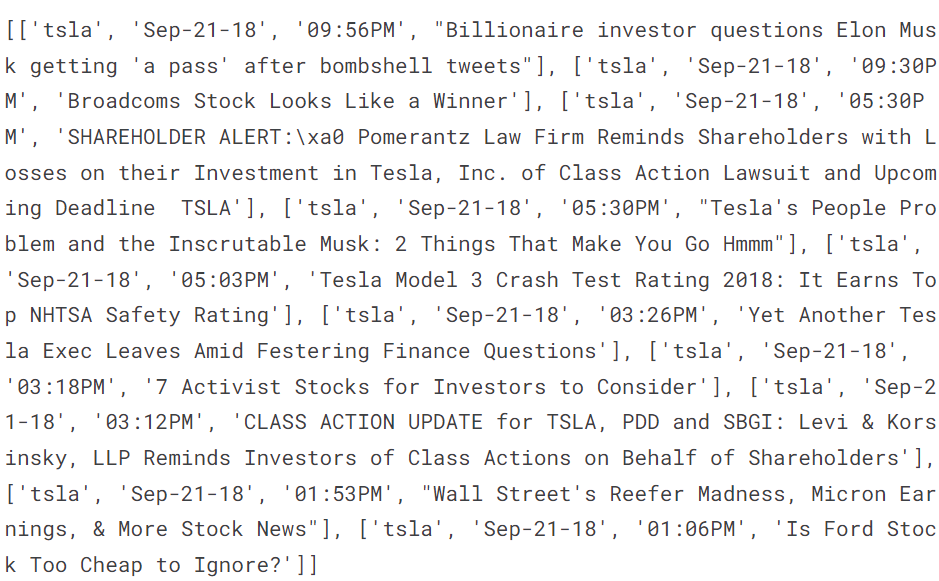 [['tsla', 'Sep-21-18', '09:56PM', "Billionaire investor questions Elon Mus
k getting 'a pass' after bombshell tweets"], ['tsla', 'Sep-21-18', '09:30P
M', 'Broadcoms Stock Looks Like a Winner'], ['tsla', 'Sep-21-18', '05:30P
M', 'SHAREHOLDER ALERT:\xa0 Pomerantz Law Firm Reminds Shareholders with L
osses on their Investment in Tesla, Inc. of Class Action Lawsuit and Upcom
ing Deadline  TSLA'], ['tsla', 'Sep-21-18', '05:30PM', "Tesla's People Pro
blem and the Inscrutable Musk: 2 Things That Make You Go Hmmm"], ['tsla',
'Sep-21-18', '05:03PM', 'Tesla Model 3 Crash Test Rating 2018: It Earns To
p NHTSA Safety Rating'], ['tsla', 'Sep-21-18', '03:26PM', 'Yet Another Tes
la Exec Leaves Amid Festering Finance Questions'], ['tsla', 'Sep-21-18',
'03:18PM', '7 Activist Stocks for Investors to Consider'], ['tsla', 'Sep-2
1-18', '03:12PM', 'CLASS ACTION UPDATE for TSLA, PDD and SBGI: Levi & Kors
insky, LLP Reminds Investors of Class Actions on Behalf of Shareholders'],
['tsla', 'Sep-21-18', '01:53PM', "Wall Street's Reefer Madness, Micron Ear
nings, & More Stock News"], ['tsla', 'Sep-21-18', '01:06PM', 'Is Ford Stoc
k Too Cheap to Ignore?']]